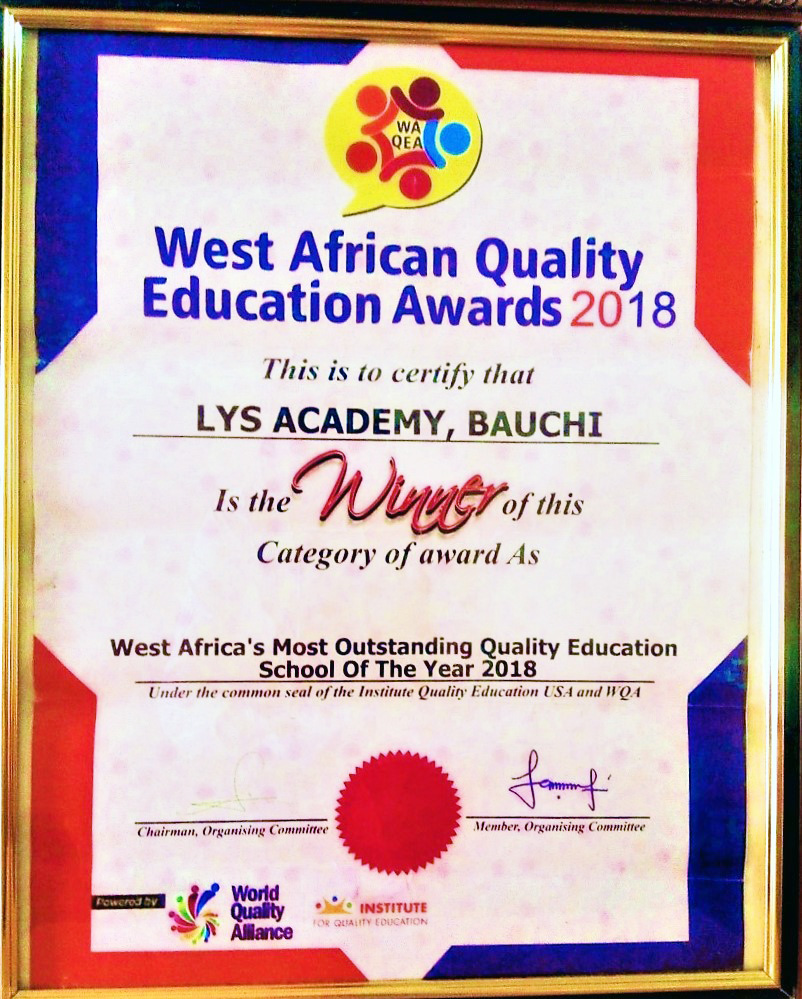 WA
QEA
West African Quality
Education Awards 2018
This is to certify that
LYS ACADEMY, BAUCHI
Is the Winner of this
Category of award As
West Africa's Most Outstanding Quality Education
School Of The Year 2018
Under the common seal of the Institute Quality Education USA and WQA
Chairman, Organising Committee
Member, Organising Committee
Powered by
World
Quality
Alliance
INSTITUTE
FOR QUALITY EDUCATION